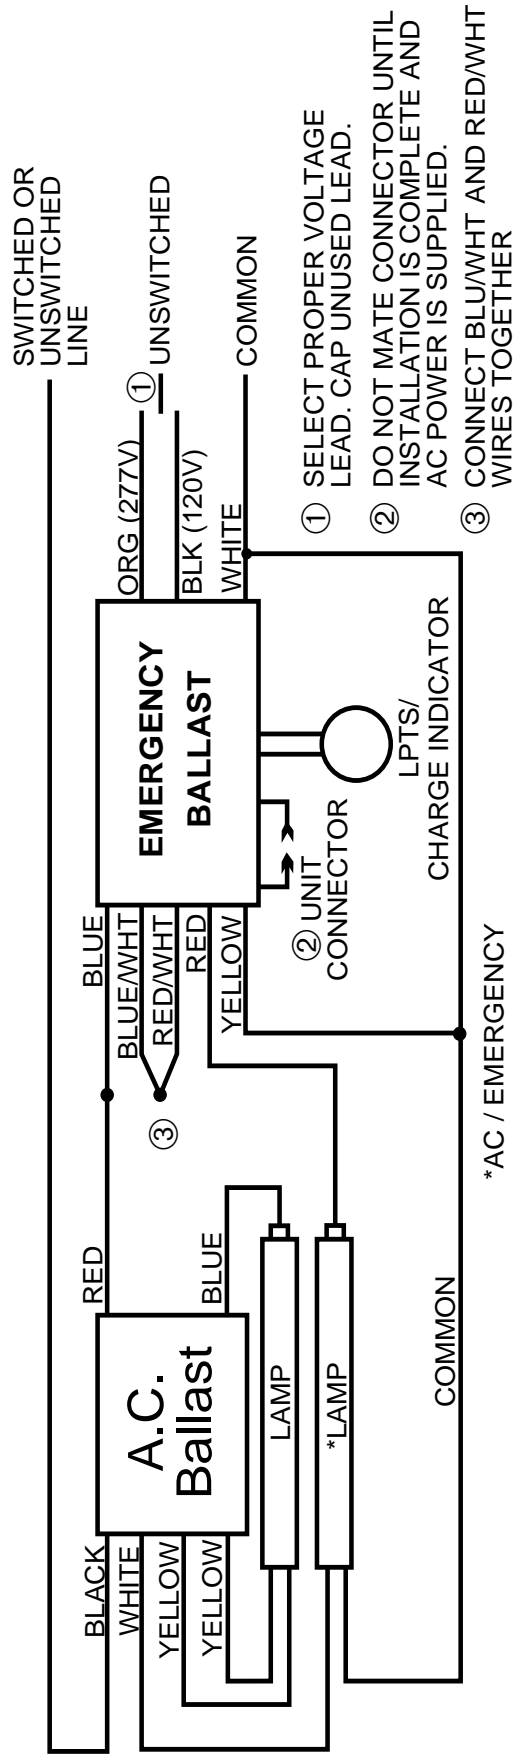 SWITCHED OR
UNSWITCHED
LINE
ORG (277V)
①
UNSWITCHED
BLK (120V)
WHITE
COMMON
EMERGENCY
BALLAST
BLUE
BLUE/WHT
RED/WHT
RED
YELLOW
③
② UNIT
CONNECTOR
LPTS/
CHARGE INDICATOR
RED
BLUE
A.C.
Ballast
BLACK
WHITE
YELLOW
YELLOW
LAMP
*LAMP
COMMON
*AC / EMERGENCY
① SELECT PROPER VOLTAGE
LEAD. CAP UNUSED LEAD.
② DO NOT MATE CONNECTOR UNTIL
INSTALLATION IS COMPLETE AND
AC POWER IS SUPPLIED.
③ CONNECT BLU/WHT AND RED/WHT
WIRES TOGETHER